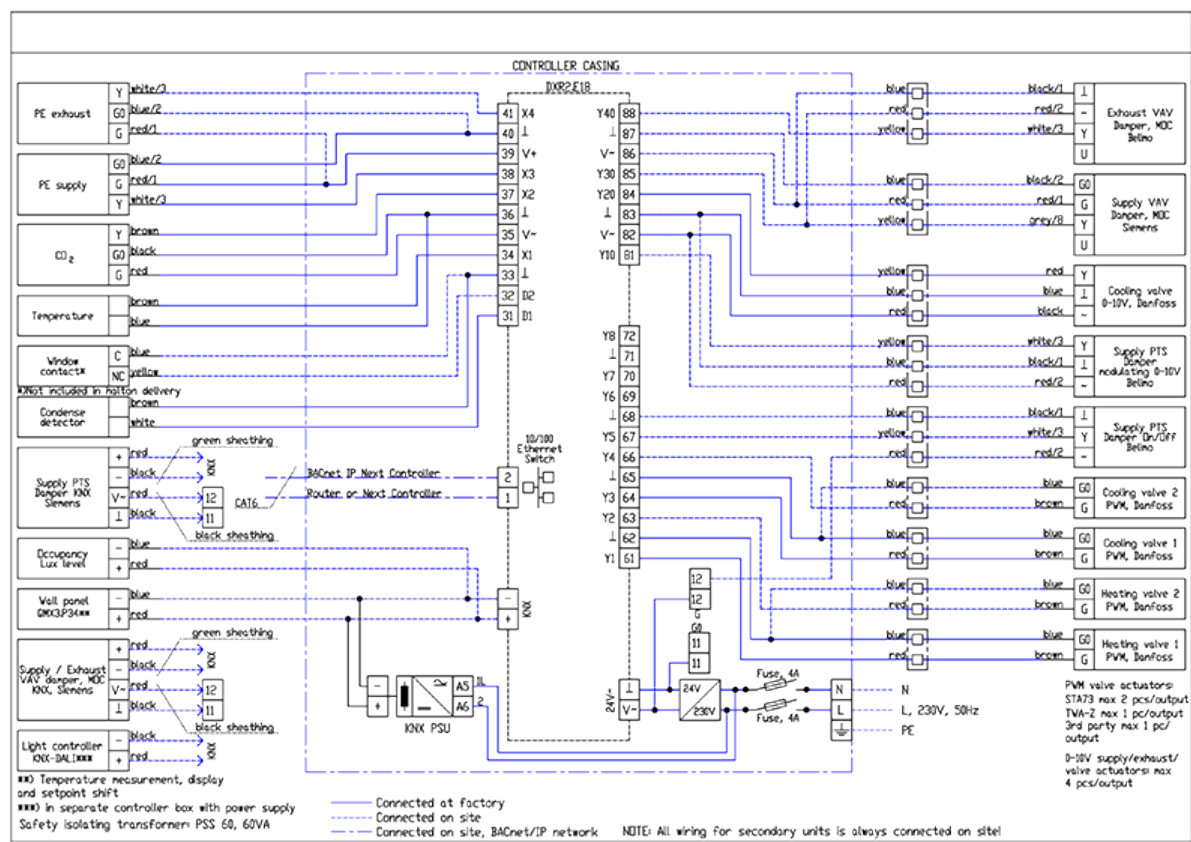 CONTROLLER CASING
DXR2.E18
PE exhaust
Y white/3
G0 blue/2
G red/1
PE supply
G0 blue/2
G red/1
Y white/3
CO2
Y brown
G0 black
G red
Temperature
brown
blue
Window contact*
C blue
NC yellow
*)Not included in halton delivery
Condense detector
brown
white
Supply PTS
Damper KNX
Siemens
+ red
- black
V~ red
⊥ black
green sheathing
KNX
12
11
black sheathing
Occupancy
Lux level
- blue
+ red
Wall panel
QMX3.P34**
- blue
+ red
Supply / Exhaust
VAV damper, MOC
KNX, Siemens
+ red
- black
V~ red
⊥ black
green sheathing
KNX
12
11
black sheathing
Light controller
KNX-DALI***
- black
+ red
KNX
**) Temperature measurement, display
and setpoint shift
***) in separate controller box with power supply
Safety isolating transformer: PSS 60, 60VA
41 X4
40 ⊥
39 V+
38 X3
37 X2
36 ⊥
35 V~
34 X1
33 ⊥
32 D2
31 D1
10/100
Ethernet
Switch
2
1
BACnet IP Next Controller
Router or Next Controller
CAT6
-
+
KNX
-
+
A5 1L
A6 2
KNX PSU
Y40 88
⊥ 87
V~ 86
Y30 85
Y20 84
⊥ 83
V~ 82
Y10 81
Y8 72
⊥ 71
Y7 70
Y6 69
⊥ 68
Y5 67
Y4 66
⊥ 65
Y3 64
Y2 63
⊥ 62
Y1 61
12
12
G
G0
11
11
24V~
⊥
V~
24V
230V
Fuse, 4A
Fuse, 4A
N
L
N
L, 230V, 50Hz
PE
blue black/1 ⊥
red red/2 ~
yellow white/3 Y
U
Exhaust VAV
Damper, MOC
Belimo
blue black/2 G0
red red/1 G
yellow grey/8 Y
U
Supply VAV
Damper, MOC
Siemens
yellow red Y
blue blue ⊥
red black ~
Cooling valve
0-10V, Danfoss
yellow white/3 Y
blue black/1 ⊥
red red/2 ~
Supply PTS
Damper
modulating 0-10V
Belimo
blue black/1 ⊥
yellow white/3 Y
red red/2 ~
Supply PTS
Damper On/Off
Belimo
blue blue G0
red brown G
Cooling valve 2
PWM, Danfoss
blue blue G0
red brown G
Cooling valve 1
PWM, Danfoss
blue blue G0
red brown G
Heating valve 2
PWM, Danfoss
blue blue G0
red brown G
Heating valve 1
PWM, Danfoss
PWM valve actuators:
STA73 max 2 pcs/output
TWA-Z max 1 pc/output
3rd party max 1 pc/
output
0-10V supply/exhaust/
valve actuators: max
4 pcs/output
Connected at factory
Connected on site
Connected on site, BACnet/IP network
NOTE: All wiring for secondary units is always connected on site!